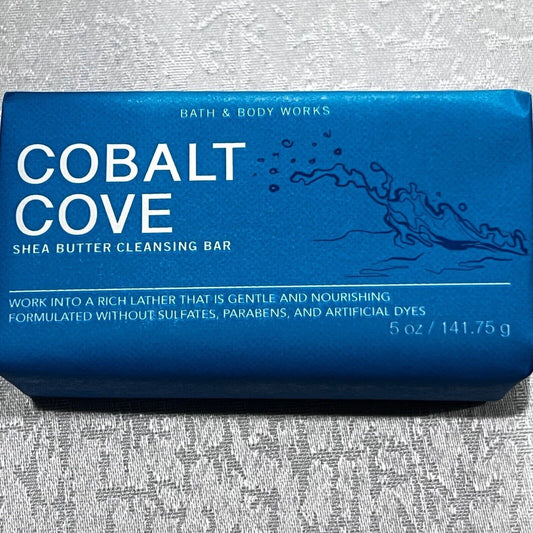 BATH & BODY WORKS
COBALT
COVE
SHEA BUTTER CLEANSING BAR
WORK INTO A RICH LATHER THAT IS GENTLE AND NOURISHING
FORMULATED WITHOUT SULFATES, PARABENS, AND ARTIFICIAL DYES
5 oz / 141.75 g